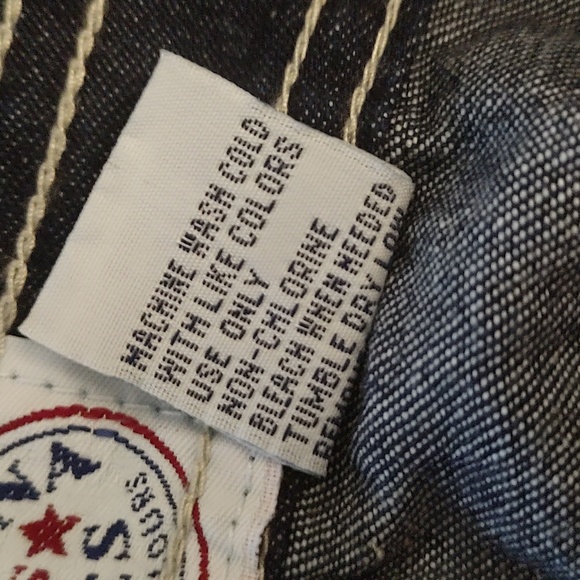 MACHINE WASH COLD
WITH LIKE COLORS
USE ONLY
NON-CHLORINE
BLEACH WHEN NEEDED
TUMBLE DRY LOW